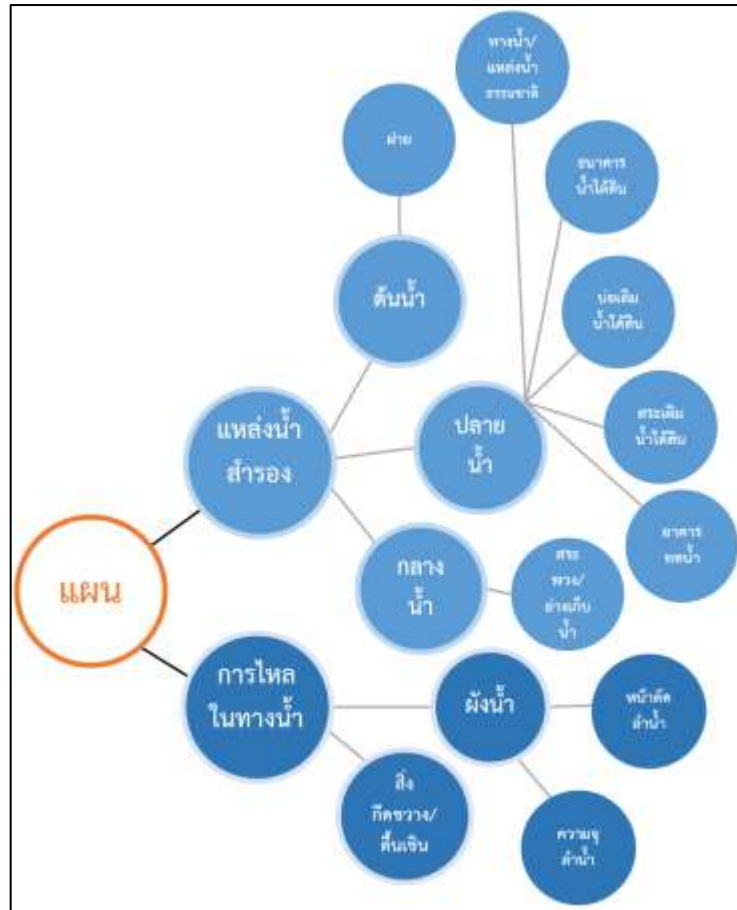 ทางน้ำ/
แหล่งน้ำ
ธรรมชาติ
ฝาย
ธนาคาร
น้ำใต้ดิน
ต้นน้ำ
บ่อเติม
น้ำใต้ดิน
แหล่งน้ำ
สำรอง
ปลาย
น้ำ
สระเติม
น้ำใต้ดิน
อาคาร
ทดน้ำ
กลาง
น้ำ
สระ
พวง/
อ่างเก็บ
น้ำ
แผน
การไหล
ในทางน้ำ
ผังน้ำ
หน้าตัด
ลำน้ำ
สิ่ง
กีดขวาง/
ตื้นเขิน
ความจุ
ลำน้ำ